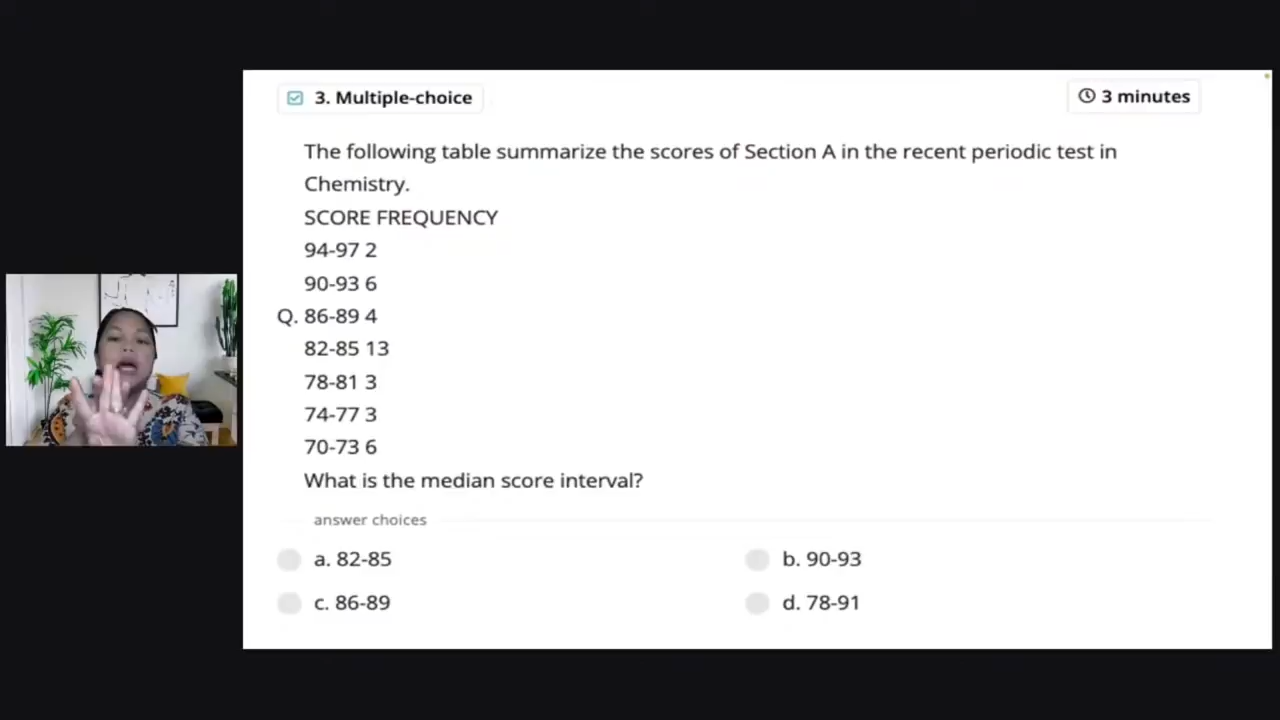 3. Multiple-choice
3 minutes
The following table summarize the scores of Section A in the recent periodic test in
Chemistry.
SCORE FREQUENCY
94-97 2
90-93 6
Q. 86-89 4
82-85 13
78-81 3
74-77 3
70-73 6
What is the median score interval?
answer choices
a. 82-85
b. 90-93
c. 86-89
d. 78-91